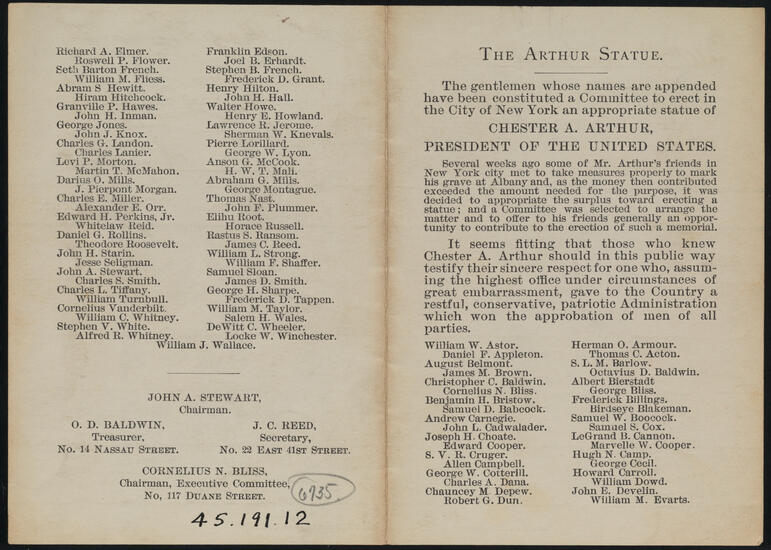 Richard A. Elmer.
Roswell P. Flower.
Seth Barton French.
William M. Fliess.
Abram S Hewitt.
Hiram Hitchcock.
Granville P. Hawes.
John H. Inman.
George Jones.
John J. Knox.
Charles G. Landon.
Charles Lanier.
Levi P. Morton.
Martin T. McMahon.
Darius O. Mills.
J. Pierpont Morgan.
Charles E. Miller.
Alexander E. Orr.
Edward H. Perkins, Jr.
Whitelaw Reid.
Daniel G. Rollins.
Theodore Roosevelt.
John H. Starin.
Jesse Seligman.
John A. Stewart.
Charles S. Smith.
Charles L. Tiffany.
William Turnbull.
Cornelius Vanderbilt.
William C. Whitney.
Stephen V. White.
Alfred R. Whitney.
Franklin Edson.
Joel B. Erhardt.
Stephen B. French.
Frederick D. Grant.
Henry Hilton.
John H. Hall.
Walter Howe.
Henry E. Howland.
Lawrence R. Jerome.
Sherman W. Knevals.
Pierre Lorillard.
George W. Lyon.
Anson G. McCook.
H. W. T. Mali.
Abraham G. Mills.
George Montague.
Thomas Nast.
John F. Plummer.
Elihu Root.
Horace Russell.
Rastus S. Ransom.
James C. Reed.
William L. Strong.
William F. Shaffer.
Samuel Sloan.
James D. Smith.
George H. Sharpe.
Frederick D. Tappen.
William M. Taylor.
Salem H. Wales.
DeWitt C. Wheeler.
Locke W. Winchester.
William J. Wallace.
JOHN A. STEWART,
Chairman.
O. D. BALDWIN,
Treasurer,
No. 14 NASSAU STREET.
J. C. REED,
Secretary,
No. 22 EAST 41ST STREET.
CORNELIUS N. BLISS,
Chairman, Executive Committee,
No, 117 DUANE STREET.
6735
45.191.12
THE ARTHUR STATUE.
The gentlemen whose names are appended
have been constituted a Committee to erect in
the City of New York an appropriate statue of
CHESTER A. ARTHUR,
PRESIDENT OF THE UNITED STATES.
Several weeks ago some of Mr. Arthur's friends in
New York city met to take measures properly to mark
his grave at Albany and, as the money then contributed
exceeded the amount needed for the purpose, it was
decided to appropriate the surplus toward erecting a
statue; and a Committee was selected to arrange the
matter and to offer to his friends generally an oppor-
tunity to contribute to the erection of such a memorial.
It seems fitting that those who knew
Chester A. Arthur should in this public way
testify their sincere respect for one who, assum-
ing the highest office under circumstances of
great embarrassment, gave to the Country a
restful, conservative, patriotic Administration
which won the approbation of men of all
parties.
William W. Astor.
Daniel F. Appleton.
August Belmont.
James M. Brown.
Christopher C. Baldwin.
Cornelius N. Bliss.
Benjamin H. Bristow.
Samuel D. Babcock.
Andrew Carnegie.
John L. Cadwalader.
Joseph H. Choate.
Edward Cooper.
S. V. R. Cruger.
Allen Campbell.
George W. Cotterill.
Charles A. Dana.
Chauncey M. Depew.
Robert G. Dun.
Herman O. Armour.
Thomas C. Acton.
S. L. M. Barlow.
Octavius D. Baldwin.
Albert Bierstadt
George Bliss.
Frederick Billings.
Birdseye Blakeman.
Samuel W. Boocock.
Samuel S. Cox.
LeGrand B. Cannon.
Marvelle W. Cooper.
Hugh N. Camp.
George Cecil.
Howard Carroll.
William Dowd.
John E. Develin.
William M. Evarts.